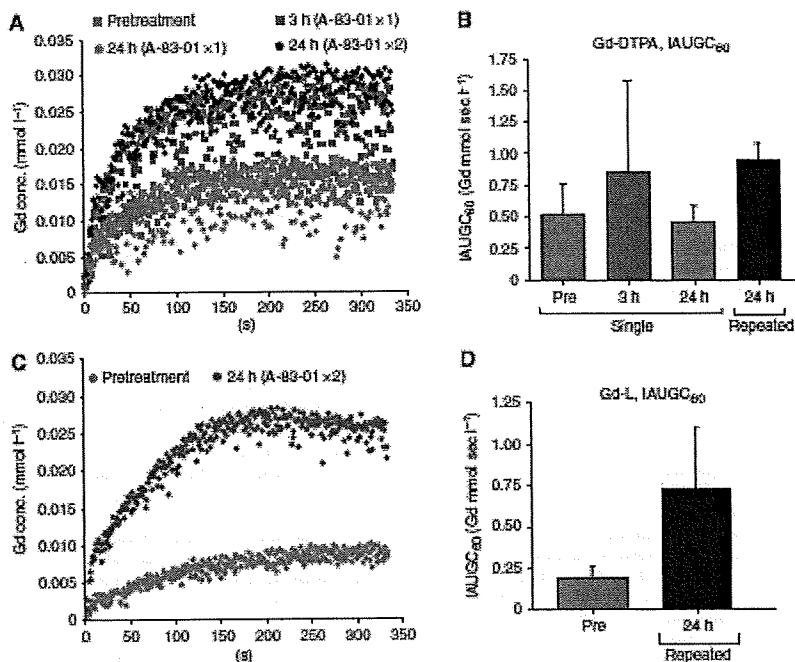 A
Pretreatment
3 h (A-83-01 ×1)
24 h (A-83-01 ×1)
24 h (A-83-01 ×2)
Gd conc. (mmol l⁻¹)
0.035
0.030
0.025
0.020
0.015
0.010
0.005
0
0 50 100 150 200 250 300 350
(s)
B
Gd-DTPA, IAUGC₆₀
IAUGC₆₀ (Gd mmol sec l⁻¹)
1.75
1.50
1.25
1.00
0.75
0.50
0.25
0
Pre 3 h 24 h 24 h
Single Repeated
C
Pretreatment
24 h (A-83-01 ×2)
Gd conc. (mmol l⁻¹)
0.035
0.030
0.025
0.020
0.015
0.010
0.005
0
0 50 100 150 200 250 300 350
(s)
D
Gd-L, IAUGC₆₀
IAUGC₆₀ (Gd mmol sec l⁻¹)
1.25
1.00
0.75
0.50
0.25
0
Pre 24 h
Repeated